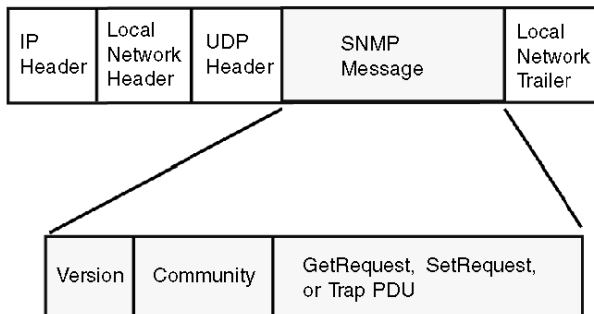 IP
Header
Local
Network
Header
UDP
Header
SNMP
Message
Local
Network
Trailer
Version
Community
GetRequest, SetRequest,
or Trap PDU